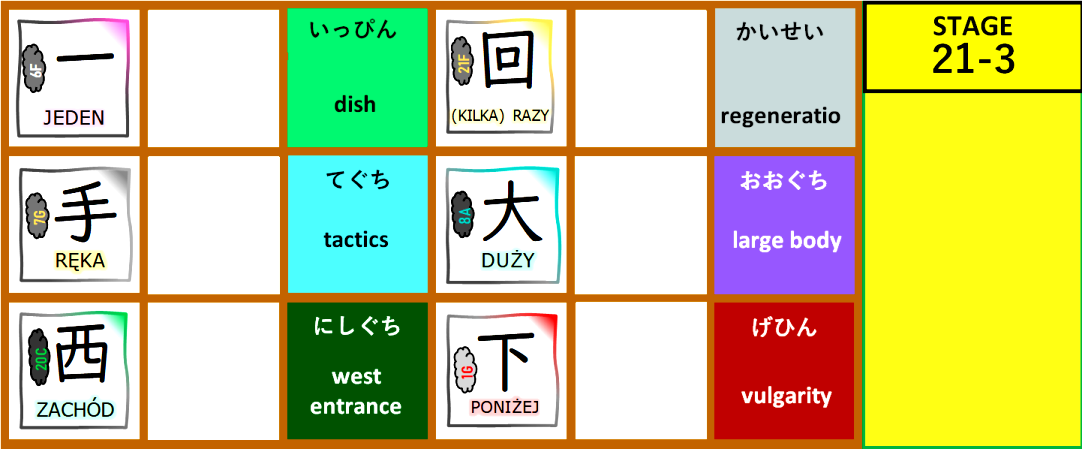 一
6F
JEDEN
いっぴん
dish
回
21F
(KILKA) RAZY
かいせい
regeneratio
STAGE
21-3
手
7G
RĘKA
てぐち
tactics
大
8A
DUŻY
おおぐち
large body
西
20C
ZACHÓD
にしぐち
west
entrance
下
1G
PONIŻEJ
げひん
vulgarity